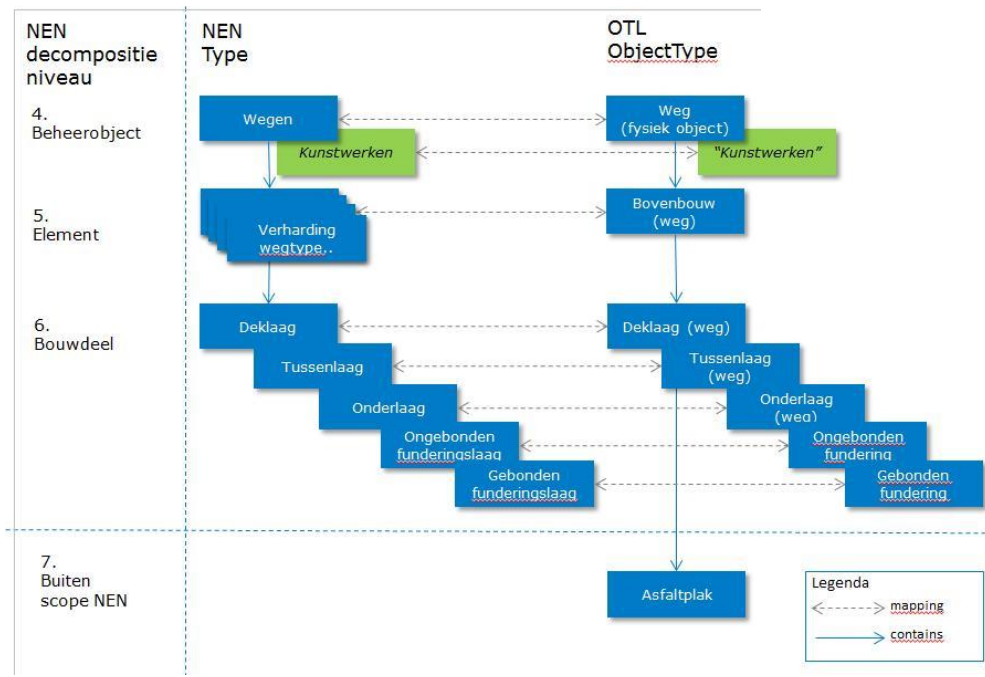 NEN
decompositie
niveau
NEN
Type
OTL
ObjectType
4.
Beheerobject
Wegen
Weg
(fysiek object)
Kunstwerken
"Kunstwerken"
5.
Element
Verharding
wegtype..
Bovenbouw
(weg)
6.
Bouwdeel
Deklaag
Deklaag (weg)
Tussenlaag
Tussenlaag
(weg)
Onderlaag
Onderlaag
(weg)
Ongebonden
funderingslaag
Ongebonden
fundering
Gebonden
funderingslaag
Gebonden
fundering
7.
Buiten
scope NEN
Asfaltplak
Legenda
mapping
contains